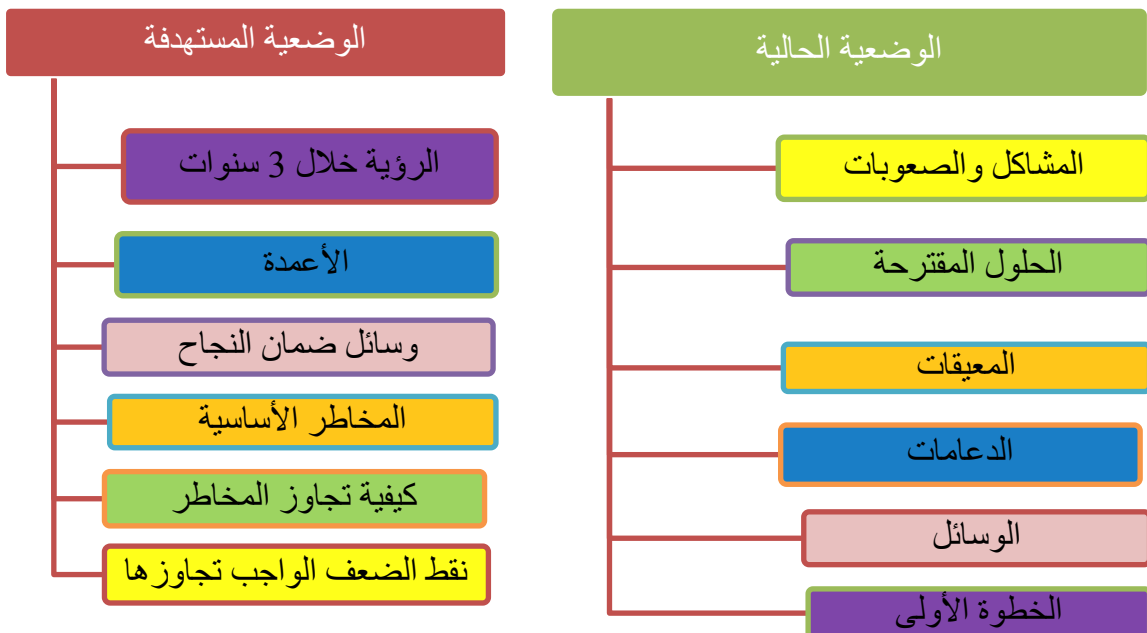 الوضعية الحالية
المشاكل والصعوبات
الحلول المقترحة
المعيقات
الدعامات
الوسائل
الخطوة الأولى
الوضعية المستهدفة
الرؤية خلال 3 سنوات
الأعمدة
وسائل ضمان النجاح
المخاطر الأساسية
كيفية تجاوز المخاطر
نقط الضعف الواجب تجاوزها